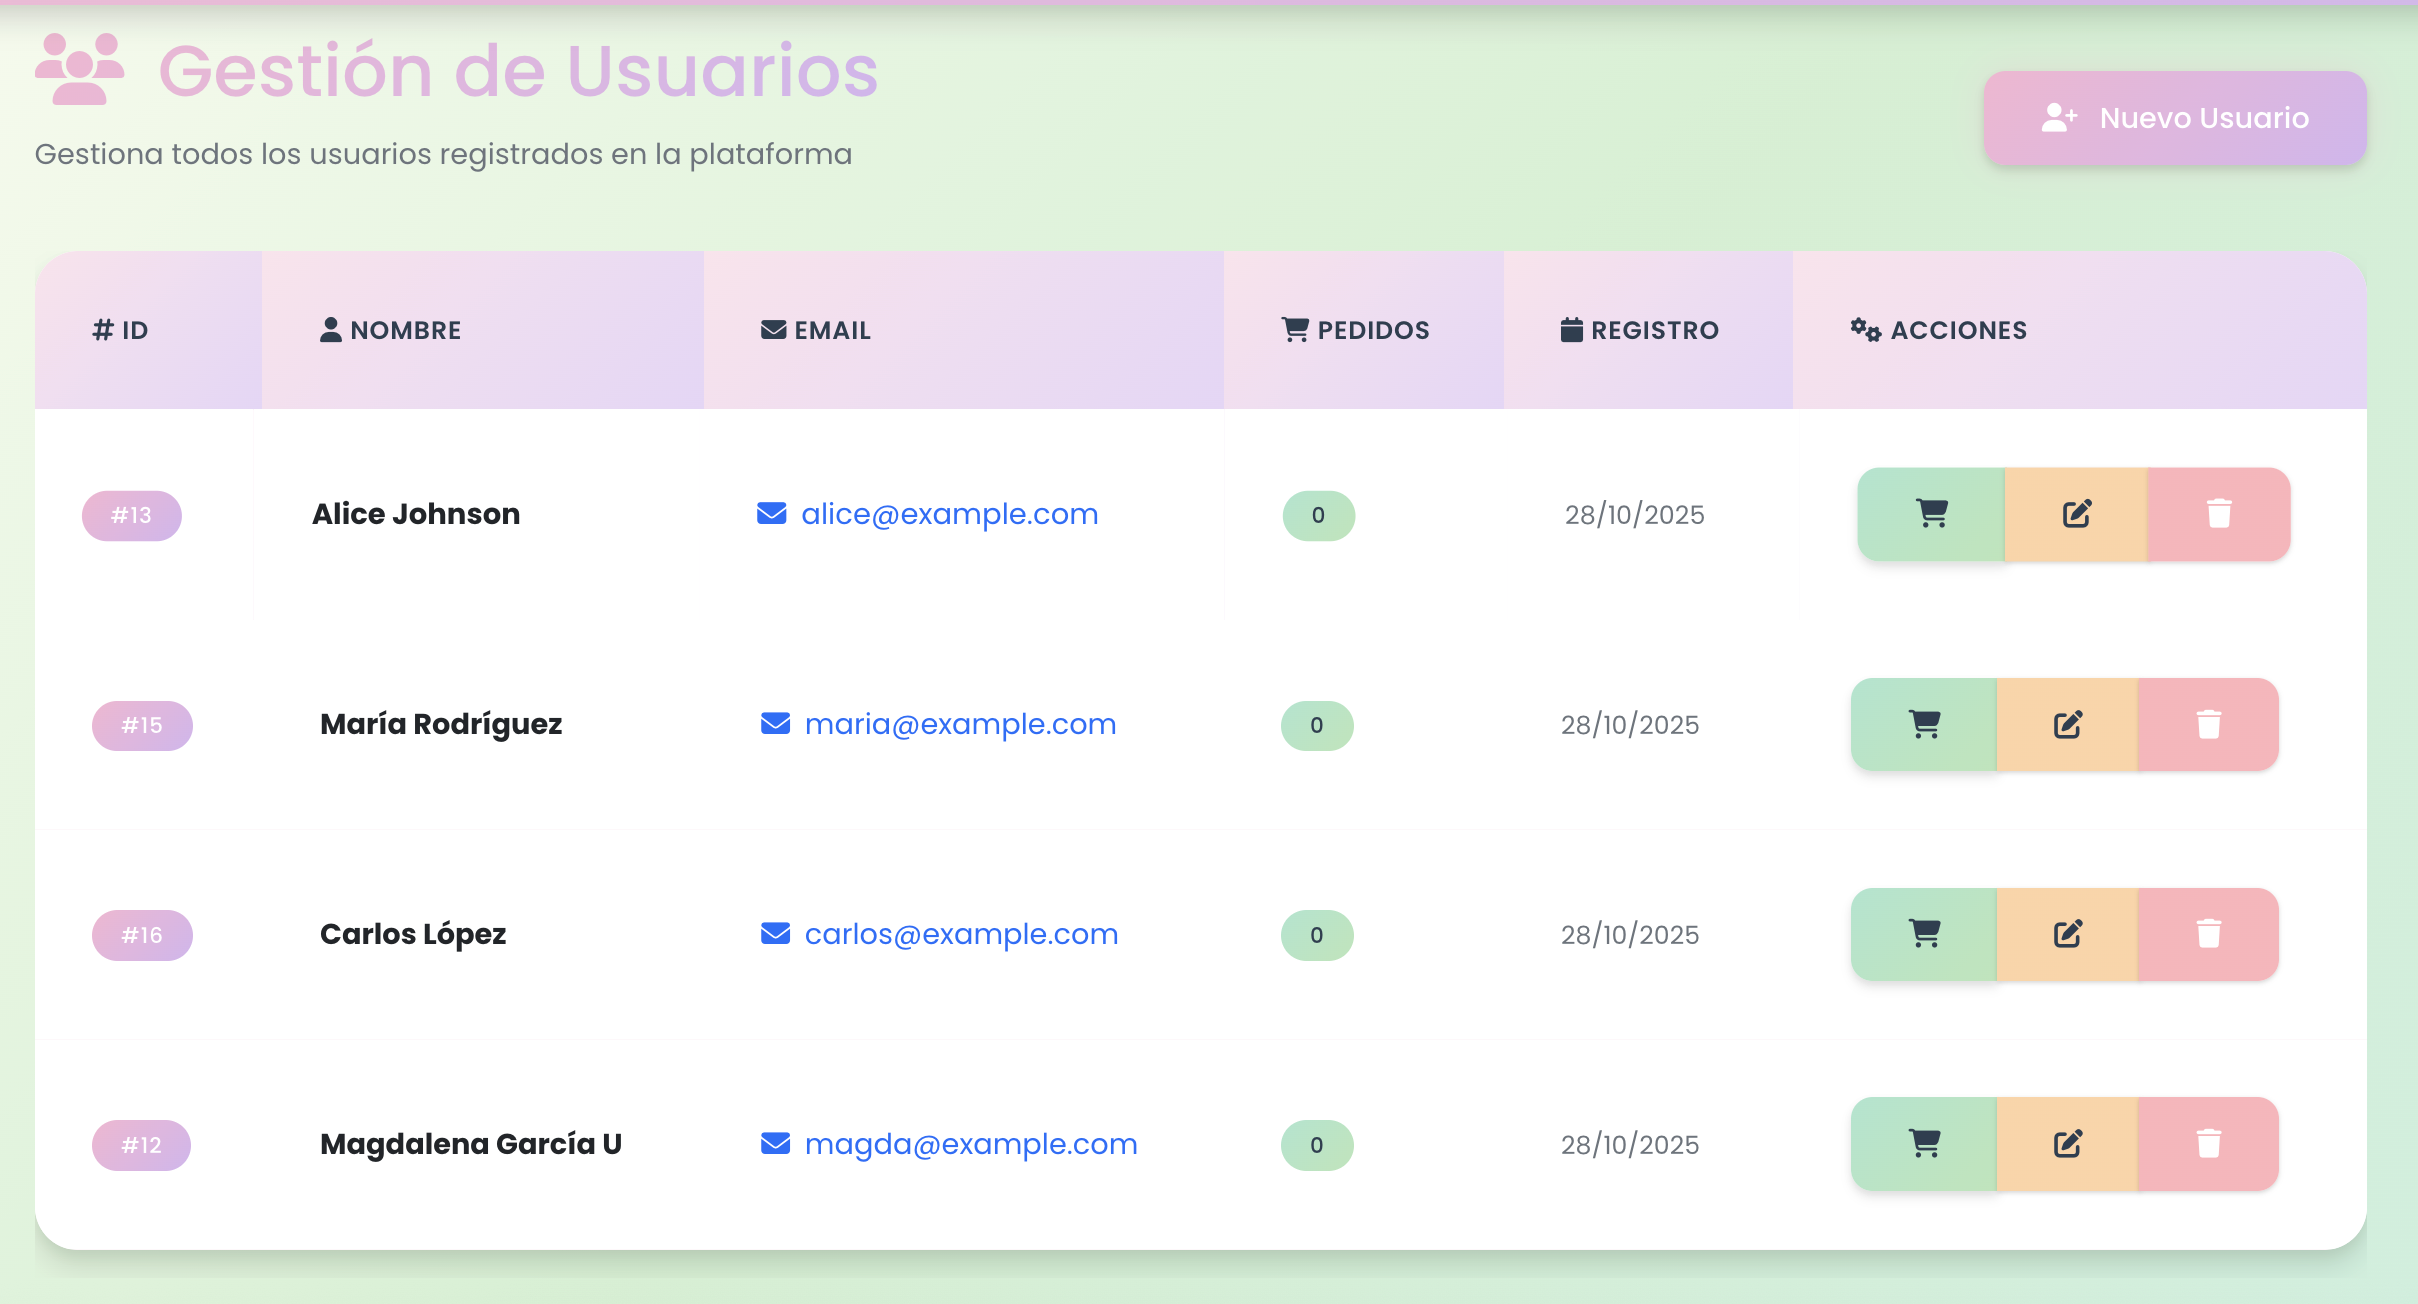 Gestión de Usuarios
Gestiona todos los usuarios registrados en la plataforma
Nuevo Usuario
# ID NOMBRE EMAIL PEDIDOS REGISTRO ACCIONES
#13 Alice Johnson alice@example.com 0 28/10/2025
#15 María Rodríguez maria@example.com 0 28/10/2025
#16 Carlos López carlos@example.com 0 28/10/2025
#12 Magdalena García U magda@example.com 0 28/10/2025